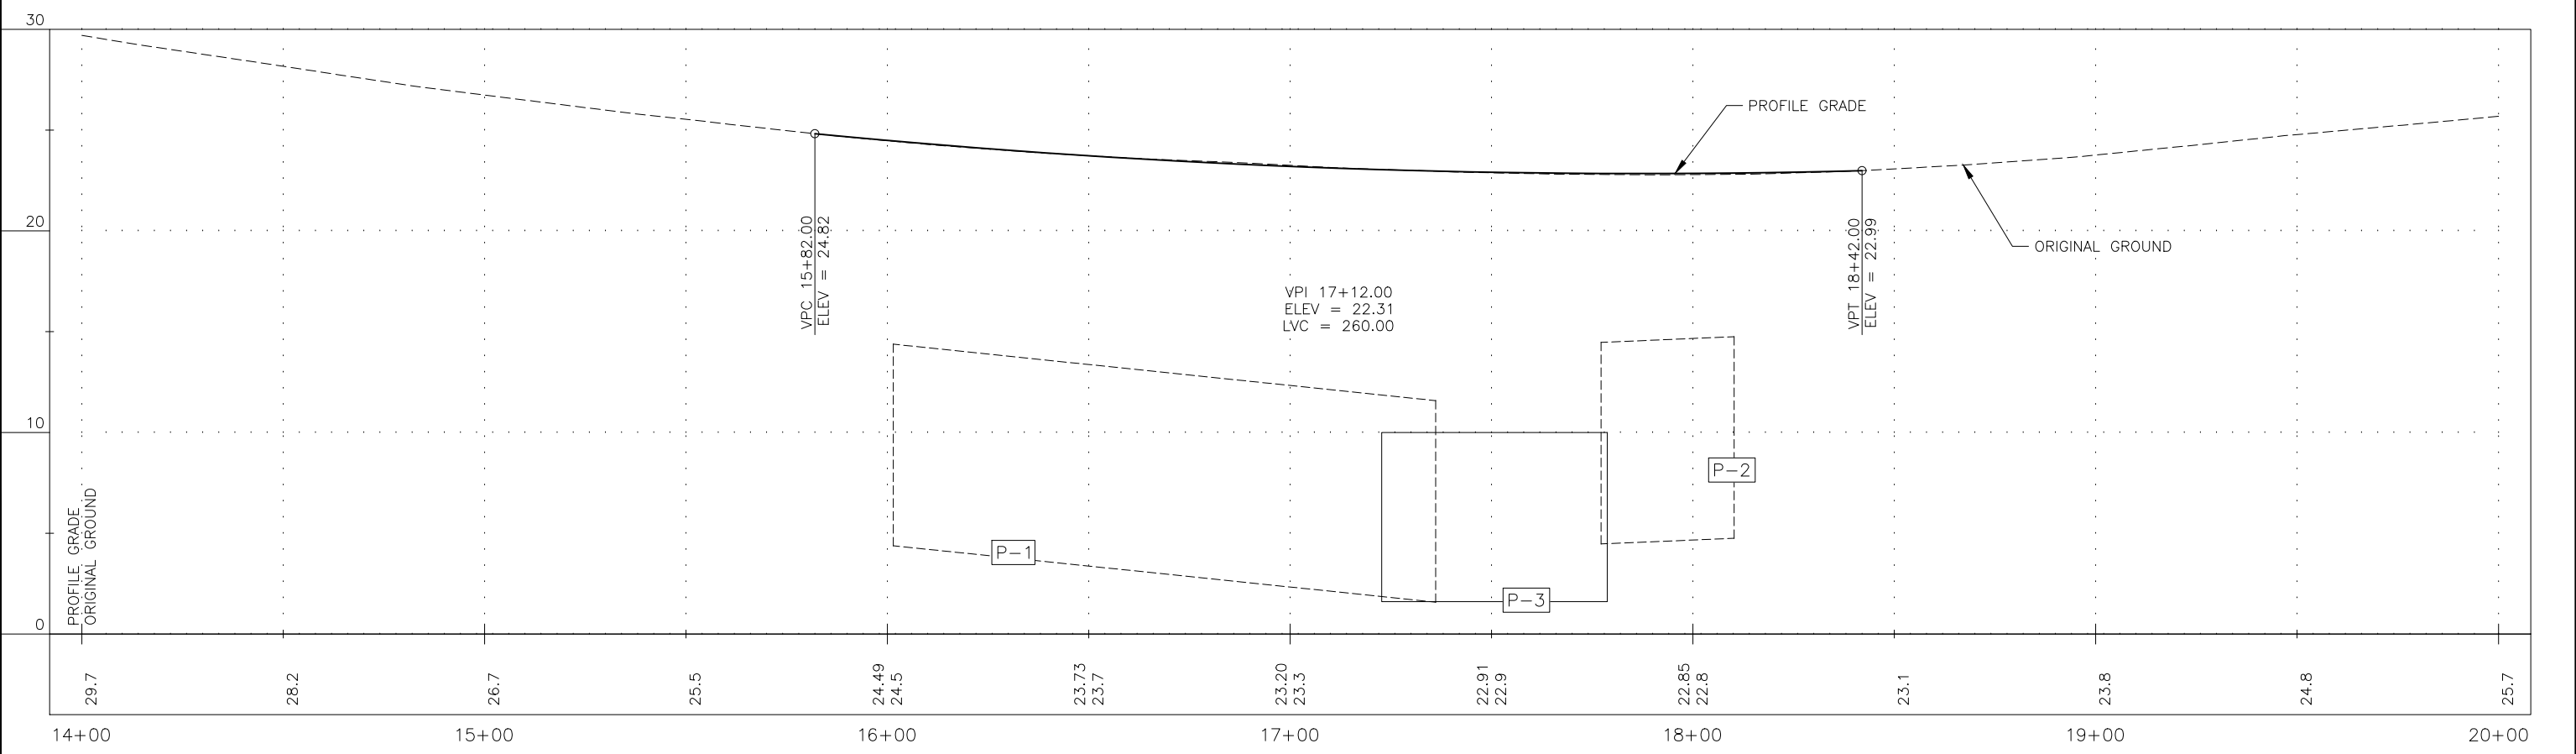 30
20
10
0
PROFILE GRADE
ORIGINAL GROUND
PROFILE GRADE
ORIGINAL GROUND
VPC 15+82.00
ELEV = 24.82
VPI 17+12.00
ELEV = 22.31
LVC = 260.00
VPT 18+42.00
ELEV = 22.99
P-1
P-2
P-3
29.7
28.2
26.7
25.5
24.49
24.5
23.73
23.7
23.20
23.3
22.91
22.9
22.85
22.8
23.1
23.8
24.8
25.7
14+00
15+00
16+00
17+00
18+00
19+00
20+00